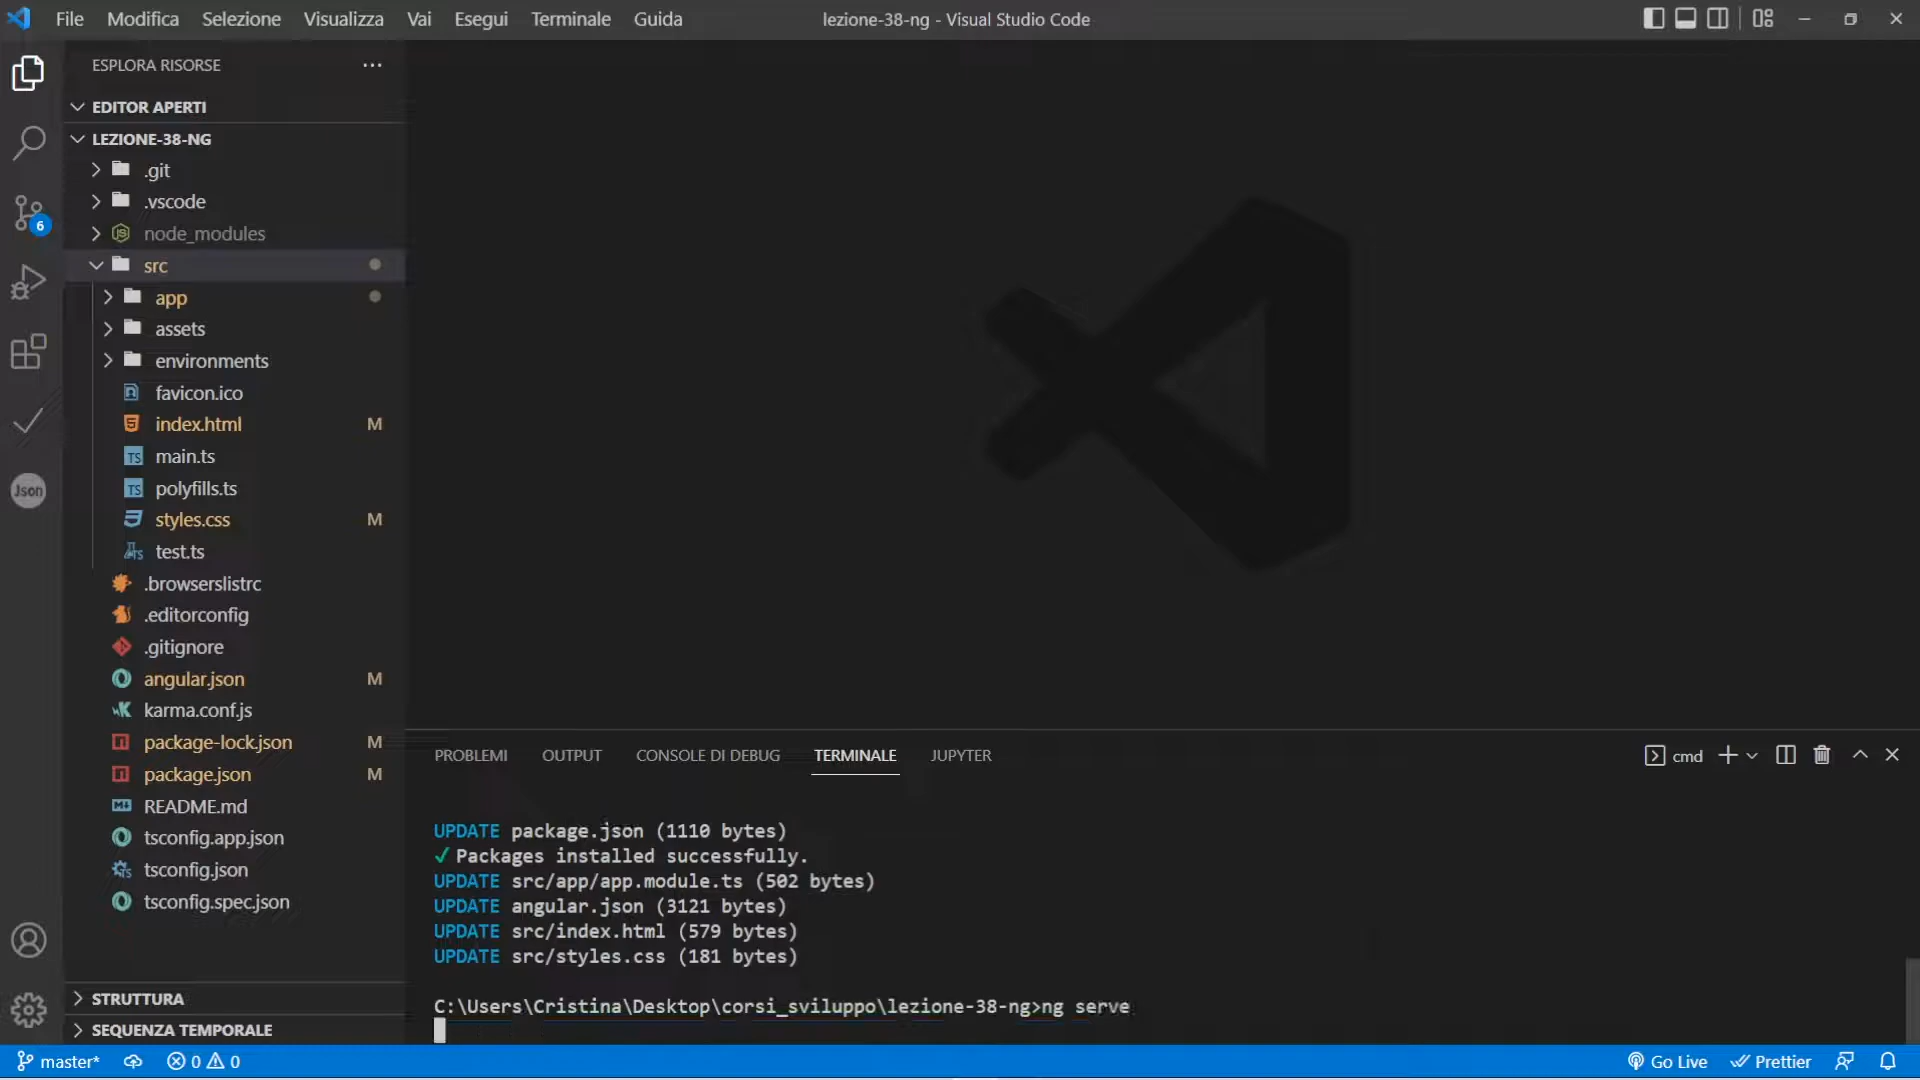 File Modifica Selezione Visualizza Vai Esegui Terminale Guida
lezione-38-ng - Visual Studio Code
ESPLORA RISORSE
EDITOR APERTI
LEZIONE-38-NG
.git
.vscode
node_modules
src
app
assets
environments
favicon.ico
index.html M
main.ts
polyfills.ts
styles.css M
test.ts
.browserslistrc
.editorconfig
.gitignore
angular.json M
karma.conf.js
package-lock.json M
package.json M
README.md
tsconfig.app.json
tsconfig.json
tsconfig.spec.json
STRUTTURA
SEQUENZA TEMPORALE
6
Json
PROBLEMI OUTPUT CONSOLE DI DEBUG TERMINALE JUPYTER
cmd
UPDATE package.json (1110 bytes)
✓ Packages installed successfully.
UPDATE src/app/app.module.ts (502 bytes)
UPDATE angular.json (3121 bytes)
UPDATE src/index.html (579 bytes)
UPDATE src/styles.css (181 bytes)
C:\Users\Cristina\Desktop\corsi_sviluppo\lezione-38-ng>ng serve
master* 0 0
Go Live Prettier